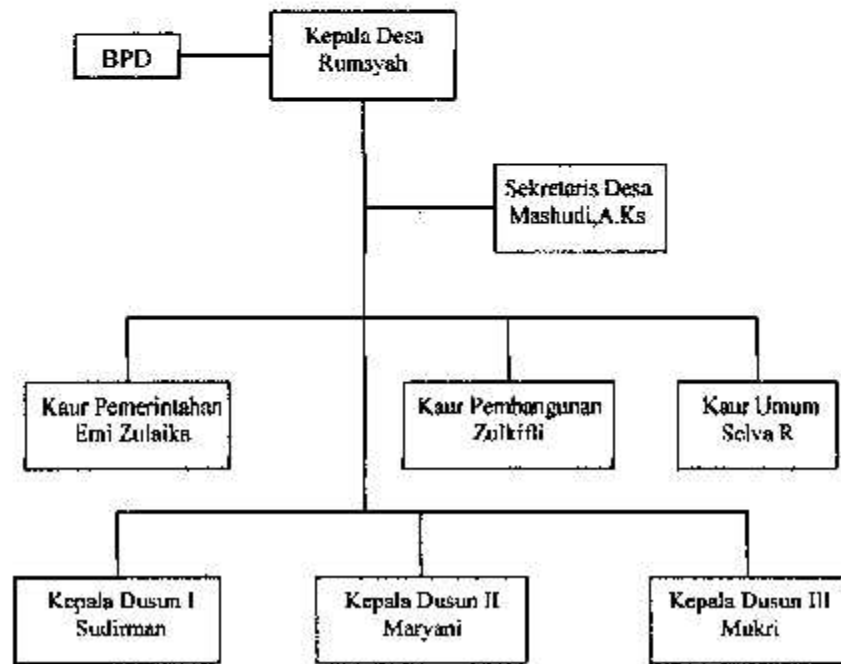 BPD
Kepala Desa
Rumsyah
Sekretaris Desa
Mashudi,A.Ks
Kaur Pemerintahan
Emi Zulaika
Kaur Pembangunan
Zulkifli
Kaur Umum
Selva R
Kepala Dusun I
Sudirman
Kepala Dusun II
Maryani
Kepala Dusun III
Mukri